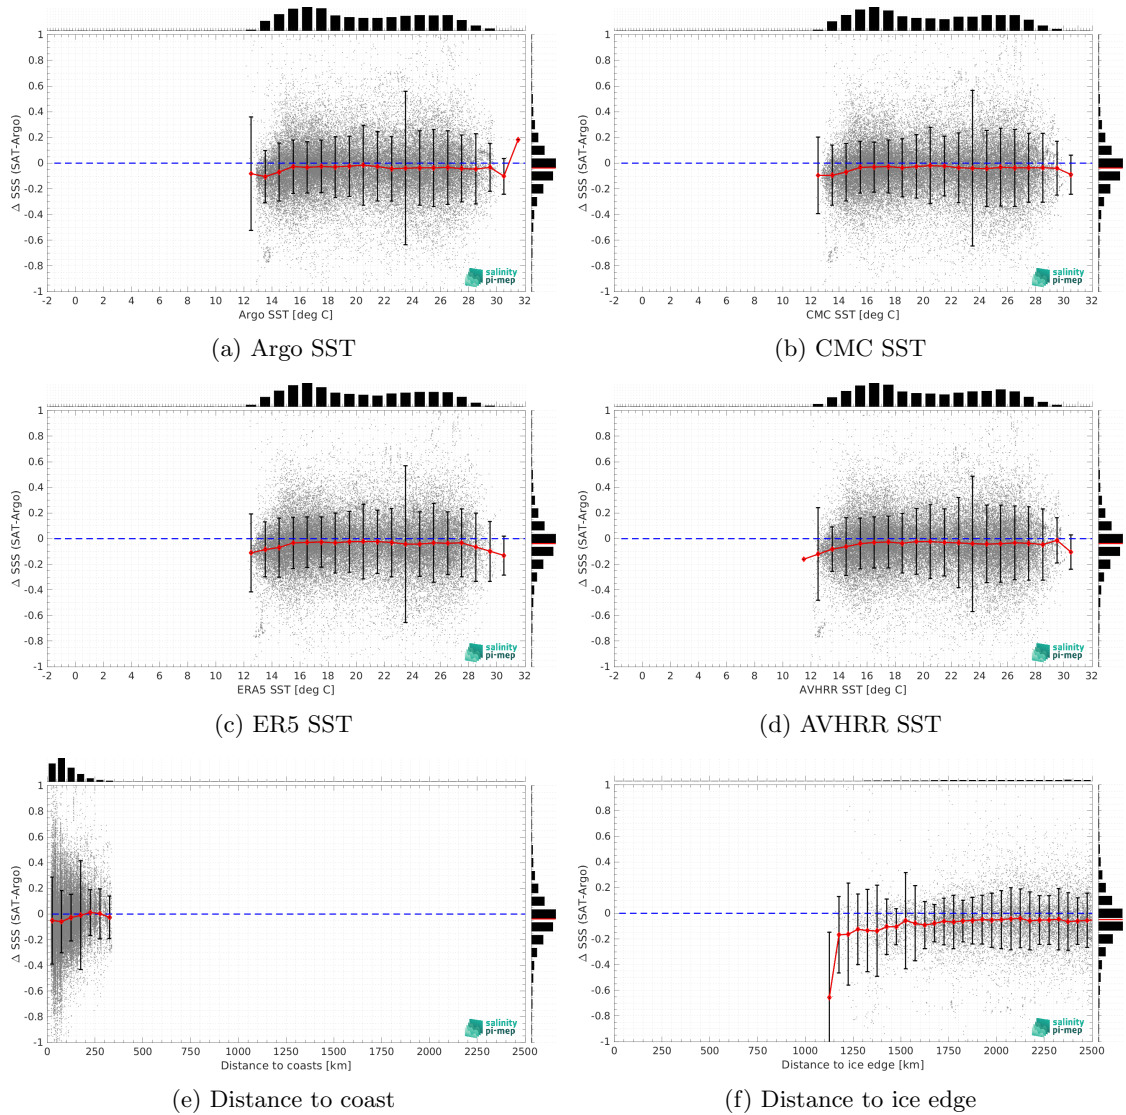 1
0.8
0.6
0.4
0.2
0
-0.2
-0.4
-0.6
-0.8
-1
Δ SSS (SAT-Argo)
salinity
pi-mep
-2 0 2 4 6 8 10 12 14 16 18 20 22 24 26 28 30 32
Argo SST [deg C]
(a) Argo SST
1
0.8
0.6
0.4
0.2
0
-0.2
-0.4
-0.6
-0.8
-1
Δ SSS (SAT-Argo)
salinity
pi-mep
-2 0 2 4 6 8 10 12 14 16 18 20 22 24 26 28 30 32
CMC SST [deg C]
(b) CMC SST
1
0.8
0.6
0.4
0.2
0
-0.2
-0.4
-0.6
-0.8
-1
Δ SSS (SAT-Argo)
salinity
pi-mep
-2 0 2 4 6 8 10 12 14 16 18 20 22 24 26 28 30 32
ERA5 SST [deg C]
(c) ER5 SST
1
0.8
0.6
0.4
0.2
0
-0.2
-0.4
-0.6
-0.8
-1
Δ SSS (SAT-Argo)
salinity
pi-mep
-2 0 2 4 6 8 10 12 14 16 18 20 22 24 26 28 30 32
AVHRR SST [deg C]
(d) AVHRR SST
1
0.8
0.6
0.4
0.2
0
-0.2
-0.4
-0.6
-0.8
-1
Δ SSS (SAT-Argo)
salinity
pi-mep
0 250 500 750 1000 1250 1500 1750 2000 2250 2500
Distance to coasts [km]
(e) Distance to coast
1
0.8
0.6
0.4
0.2
0
-0.2
-0.4
-0.6
-0.8
-1
Δ SSS (SAT-Argo)
salinity
pi-mep
0 250 500 750 1000 1250 1500 1750 2000 2250 2500
Distance to ice edge [km]
(f) Distance to ice edge